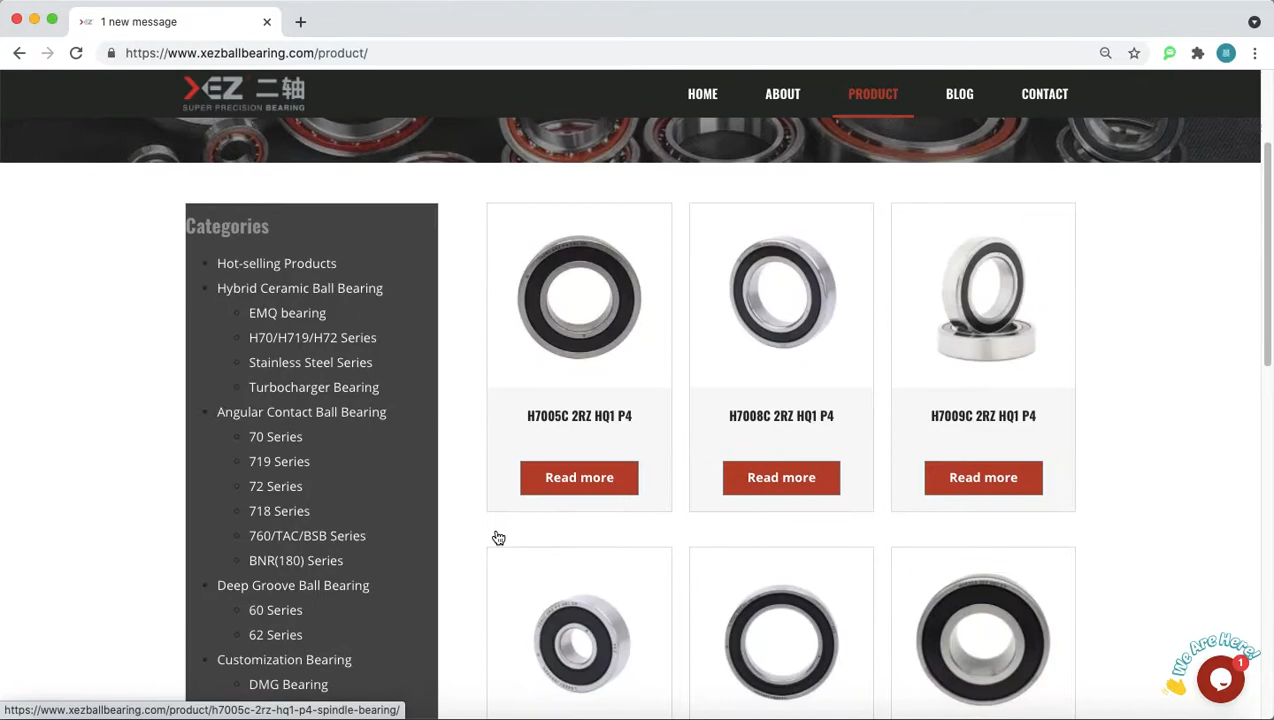 1 new message
https://www.xezballbearing.com/product/
XEZ 二轴
SUPER PRECISION BEARING
HOME ABOUT PRODUCT BLOG CONTACT
Categories
Hot-selling Products
Hybrid Ceramic Ball Bearing
EMQ bearing
H70/H719/H72 Series
Stainless Steel Series
Turbocharger Bearing
Angular Contact Ball Bearing
70 Series
719 Series
72 Series
718 Series
760/TAC/BSB Series
BNR(180) Series
Deep Groove Ball Bearing
60 Series
62 Series
Customization Bearing
DMG Bearing
H7005C 2RZ HQ1 P4
Read more
H7008C 2RZ HQ1 P4
Read more
H7009C 2RZ HQ1 P4
Read more
We Are Here!
1
https://www.xezballbearing.com/product/h7005c-2rz-hq1-p4-spindle-bearing/